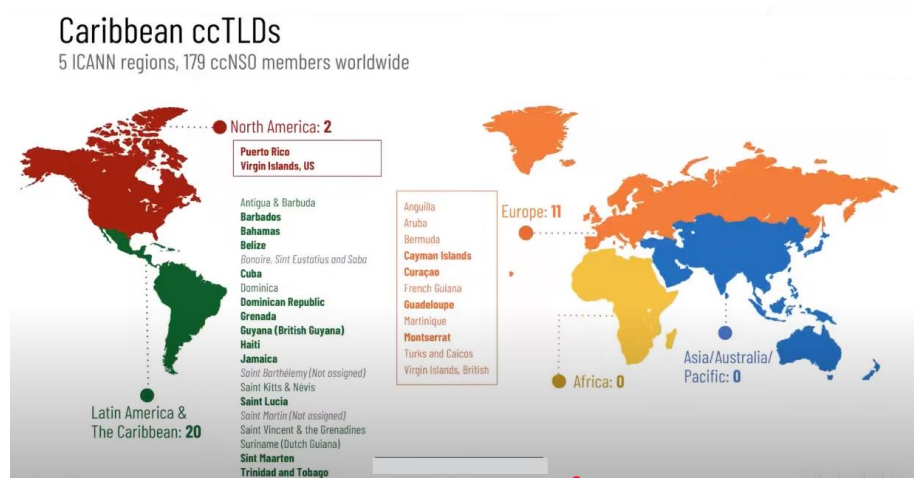 Caribbean ccTLDs
5 ICANN regions, 179 ccNSO members worldwide
North America: 2
Puerto Rico
Virgin Islands, US
Antigua & Barbuda
Barbados
Bahamas
Belize
Bonaire, Sint Eustatius and Saba
Cuba
Dominica
Dominican Republic
Grenada
Guyana (British Guyana)
Haiti
Jamaica
Saint Barthélemy (Not assigned)
Saint Kitts & Nevis
Saint Lucia
Saint Martin (Not assigned)
Saint Vincent & the Grenadines
Suriname (Dutch Guiana)
Sint Maarten
Trinidad and Tobago
Latin America &
The Caribbean: 20
Anguilla
Aruba
Bermuda
Cayman Islands
Curaçao
French Guiana
Guadeloupe
Martinique
Montserrat
Turks and Caicos
Virgin Islands, British
Europe: 11
Africa: 0
Asia/Australia/
Pacific: 0